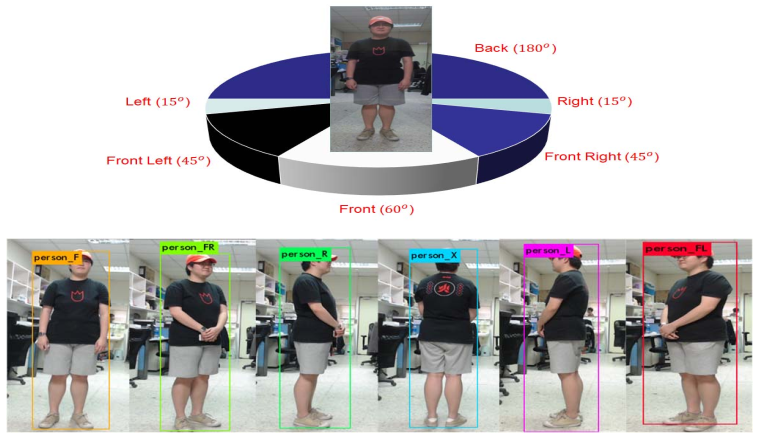 Back (180°)
Left (15°)
Right (15°)
Front Left (45°)
Front Right (45°)
Front (60°)
person_F
person_FR
person_R
person_X
person_L
person_FL